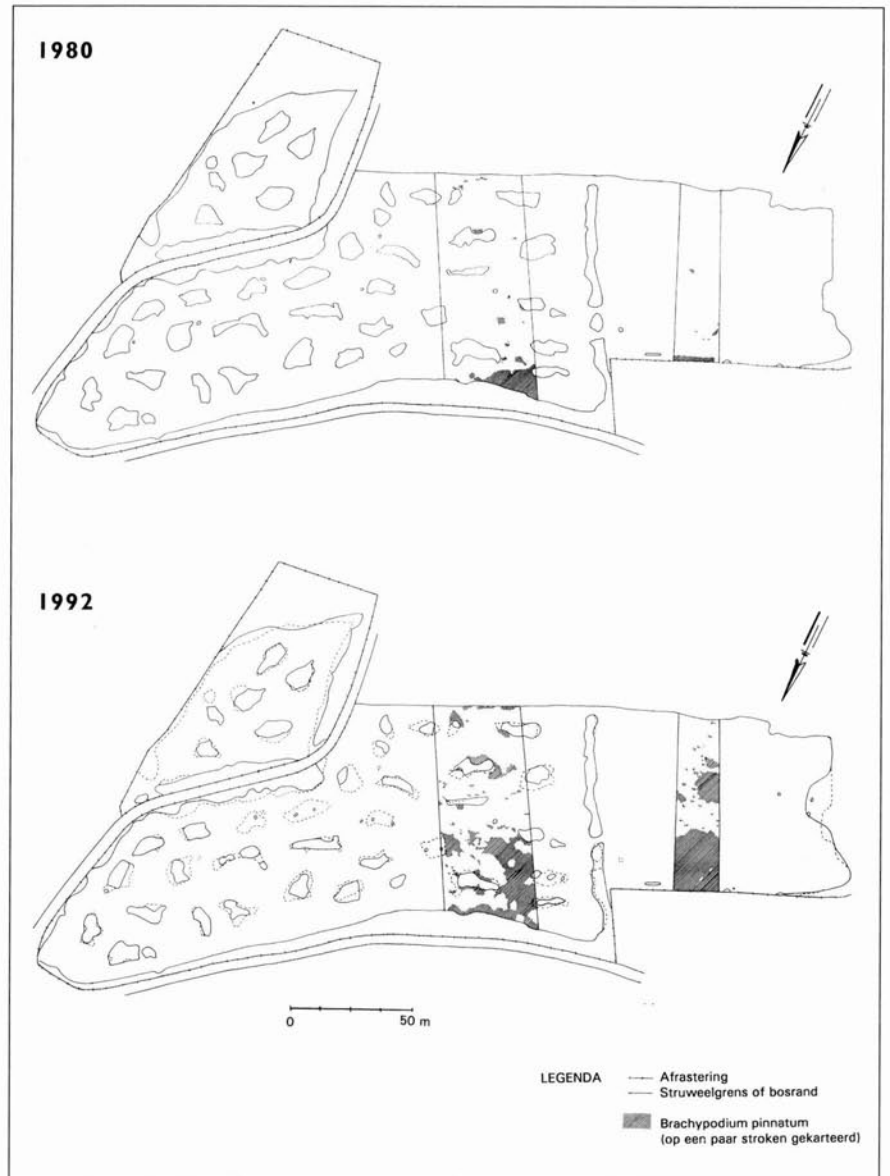 1980
1992
0 50 m
LEGENDA
Afrastering
Struweelgrens of bosrand
Brachypodium pinnatum
(op een paar stroken gekarteerd)